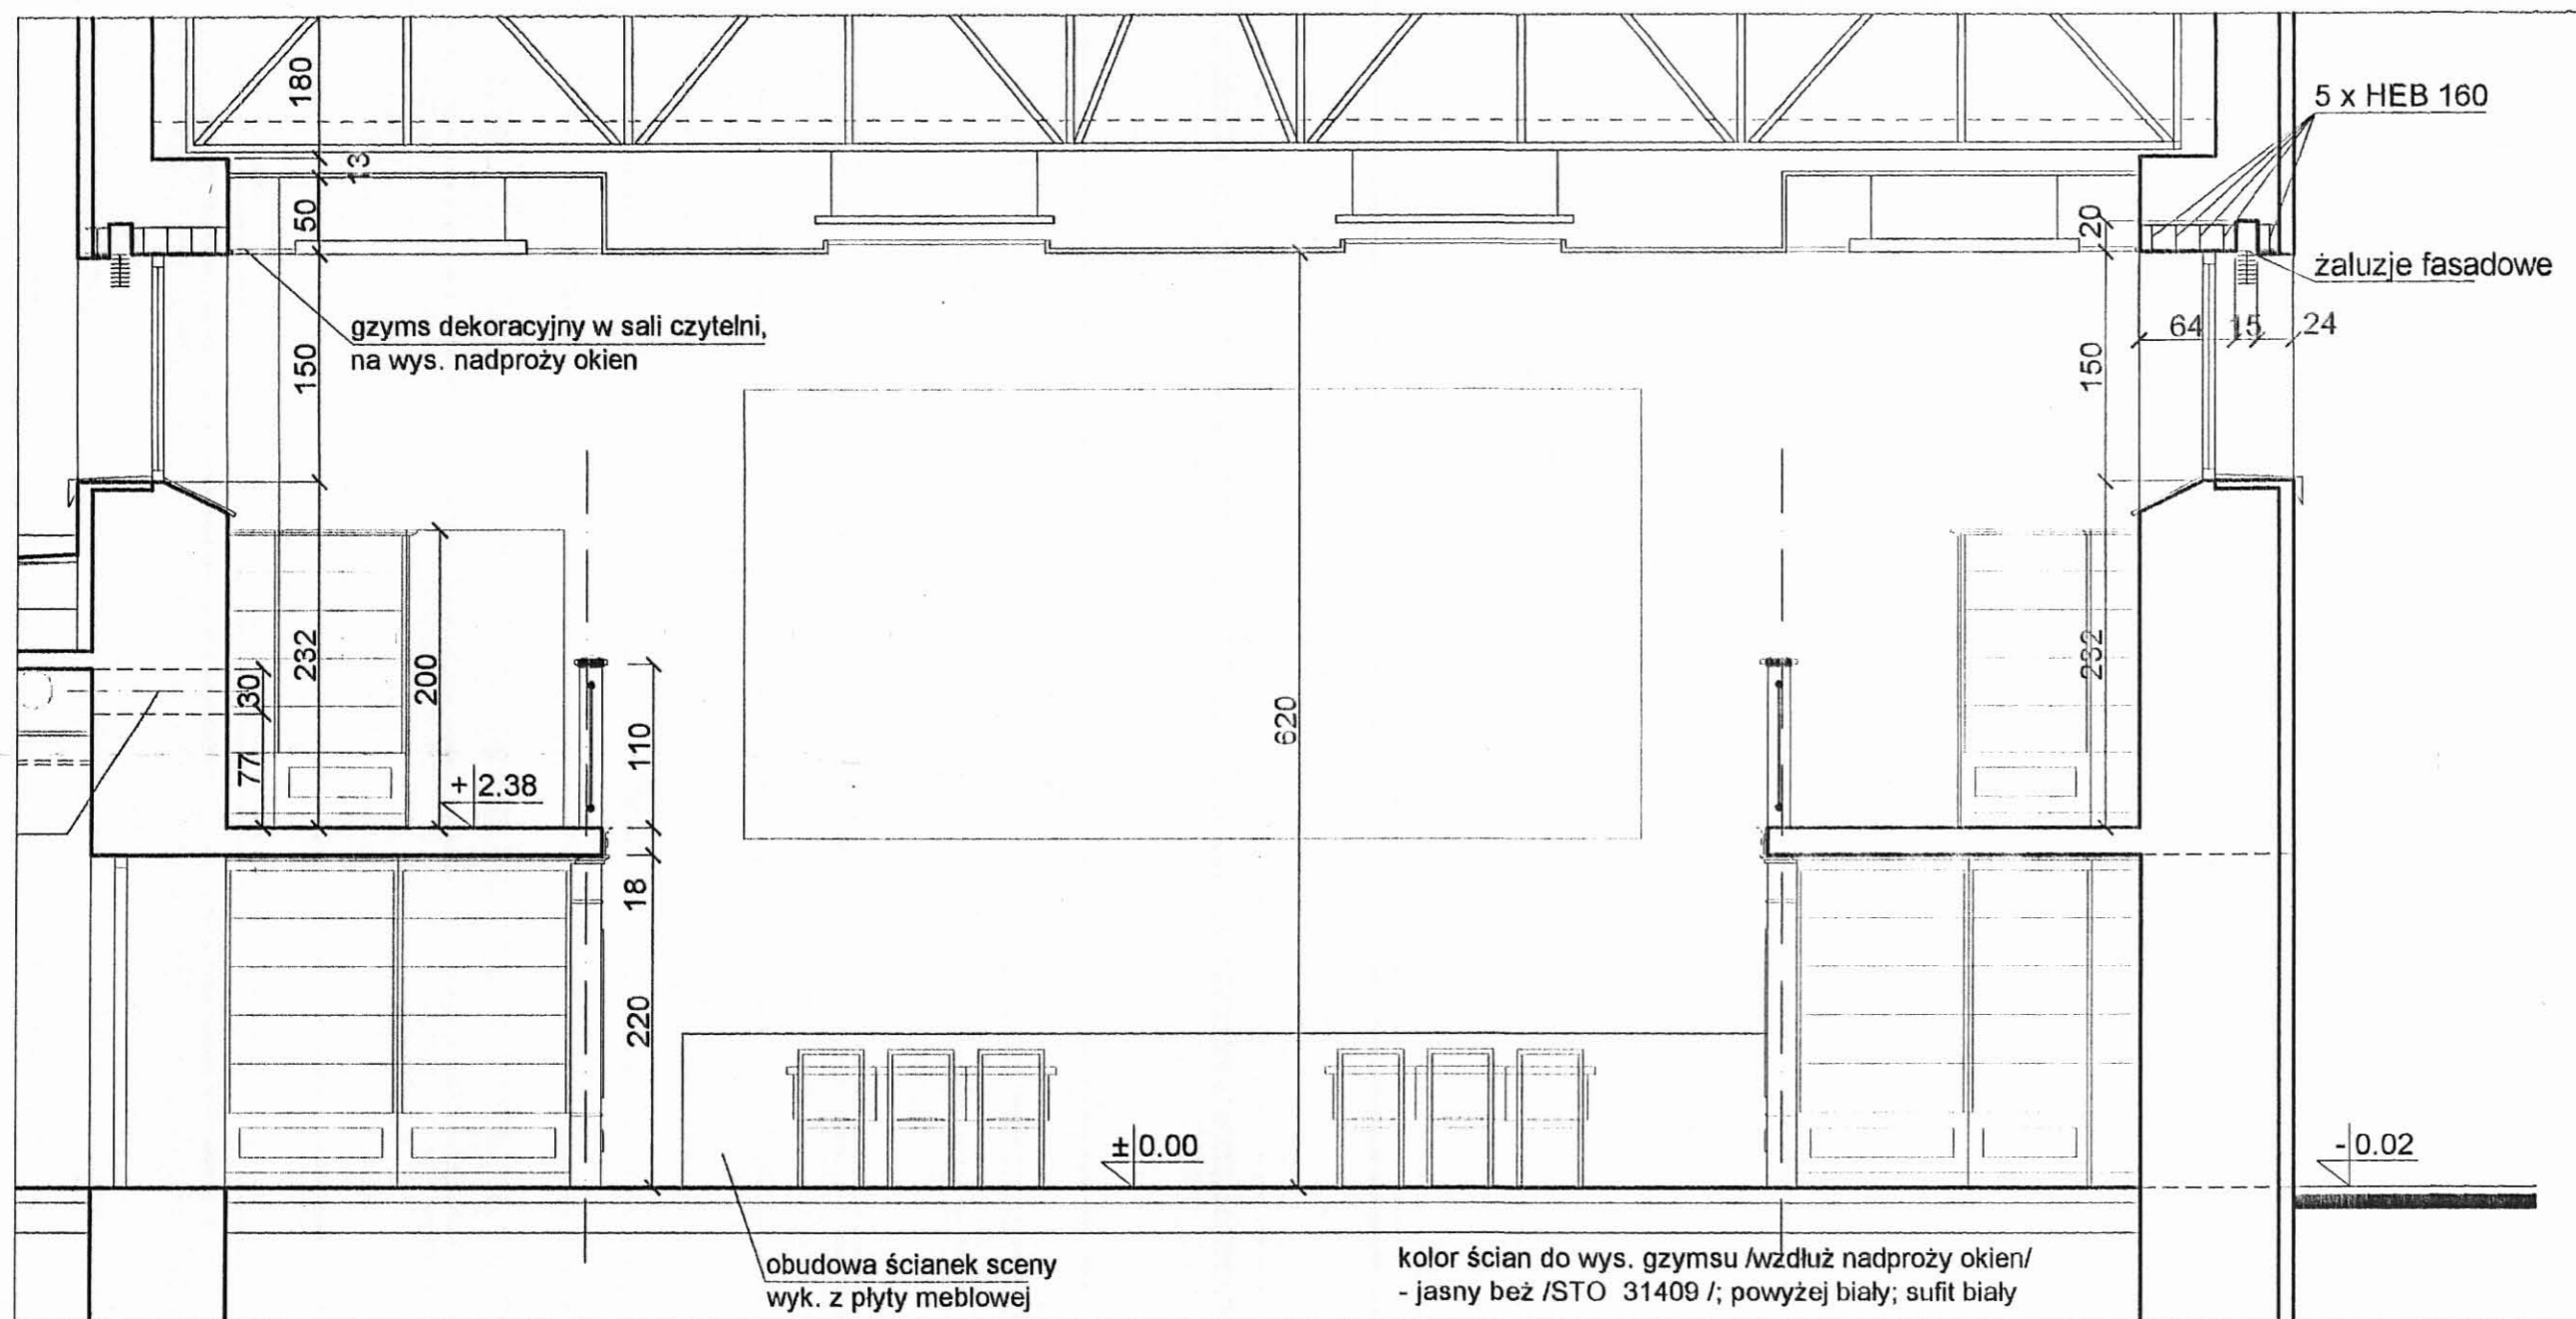 180
5 x HEB 160
13
50
20
żaluzje fasadowe
gzyms dekoracyjny w sali czytelni,
na wys. nadproży okien
64 15 24
150
150
232
200
30
77
+ 2.38
110
620
232
18
220
± 0.00
- 0.02
obudowa ścianek sceny
wyk. z płyty meblowej
kolor ścian do wys. gzymsu /wzdłuż nadproży okien/
- jasny beż /STO 31409 /; powyżej biały; sufit biały